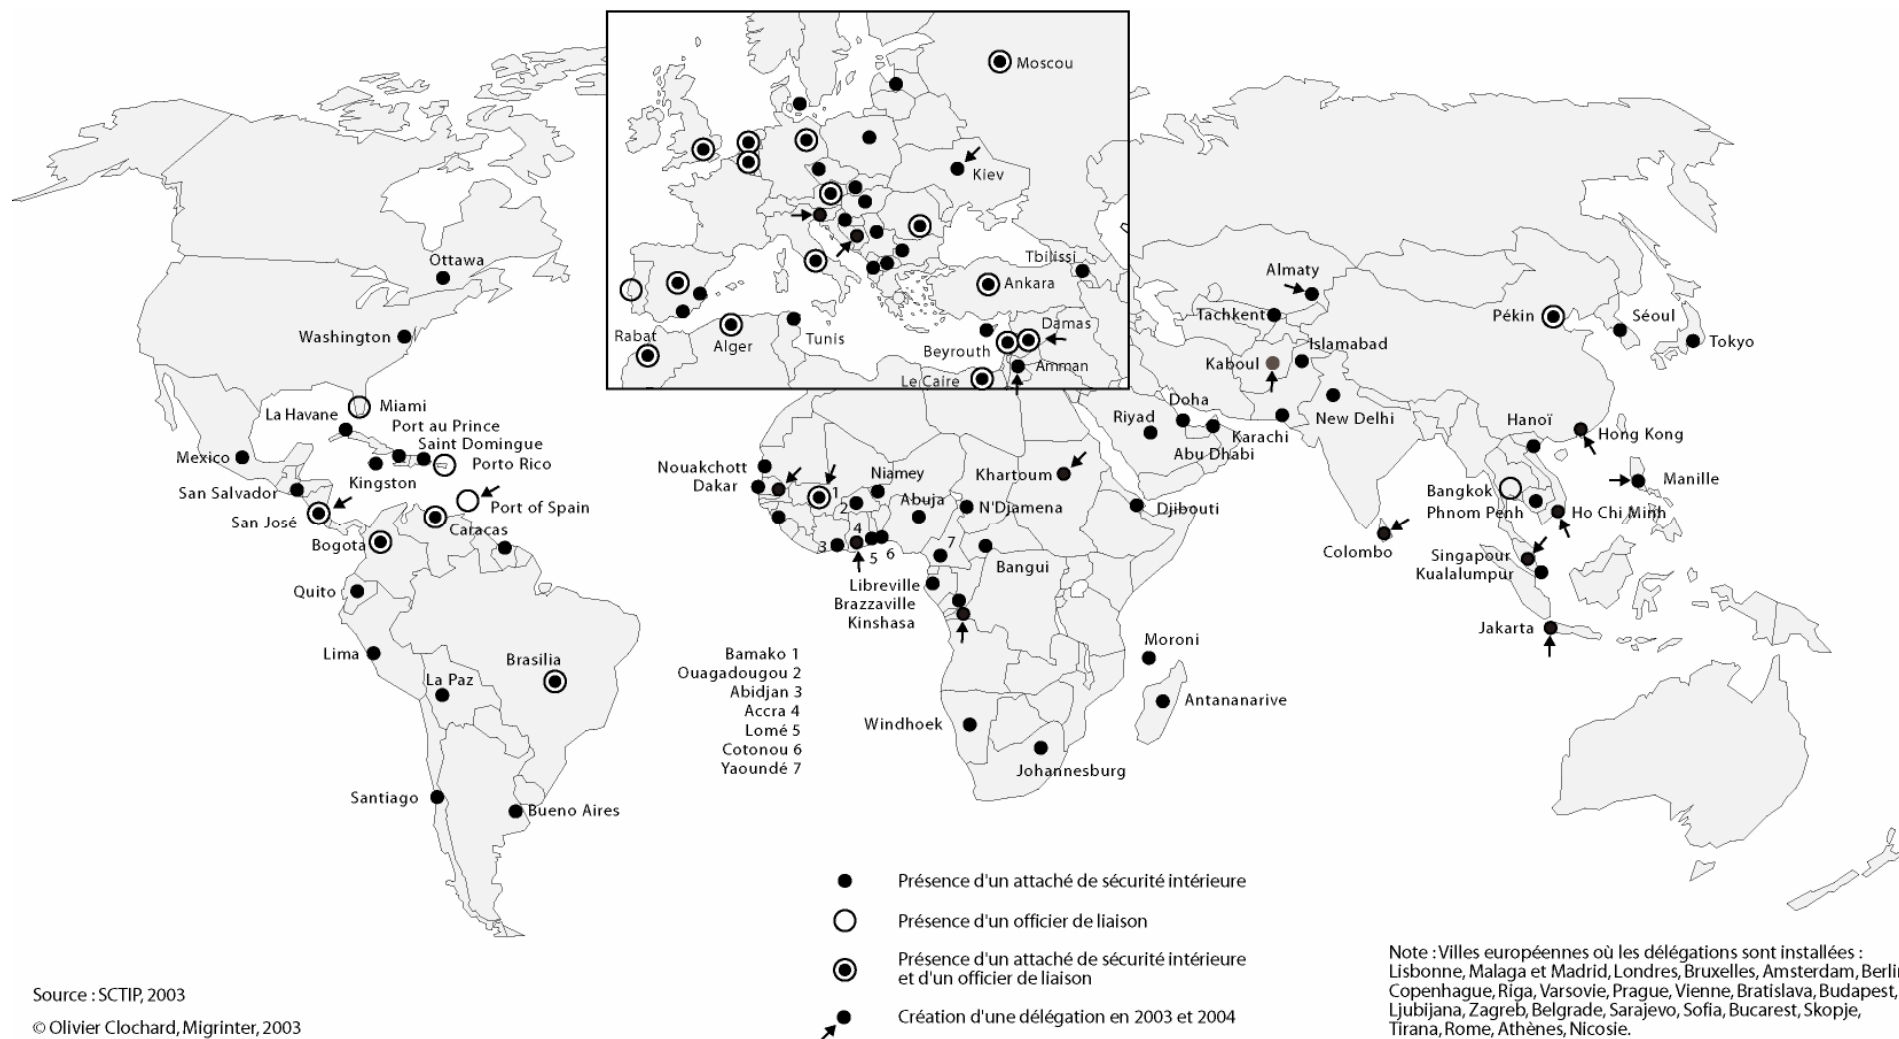 Moscou
Kiev
Tbilissi
Ankara
Rabat
Alger
Tunis
Damas
Beyrouth
Amman
Le Caire
Ottawa
Washington
La Havane
Miami
Port au Prince
Saint Domingue
Mexico
Porto Rico
Kingston
San Salvador
Port of Spain
San José
Caracas
Bogota
Quito
Lima
La Paz
Brasilia
Santiago
Bueno Aires
Nouakchott
Dakar
Niamey
Khartoum
1
2
Abuja
N'Djamena
Djibouti
3
4
5
6
7
Bangui
Libreville
Brazzaville
Kinshasa
Moroni
Antananarive
Windhoek
Johannesburg
Bamako 1
Ouagadougou 2
Abidjan 3
Accra 4
Lomé 5
Cotonou 6
Yaoundé 7
Almaty
Tachkent
Pékin
Séoul
Tokyo
Islamabad
Kaboul
Doha
Riyad
New Delhi
Karachi
Abu Dhabi
Hanoï
Hong Kong
Manille
Bangkok
Phnom Penh
Ho Chi Minh
Colombo
Singapour
Kualalumpur
Jakarta
Présence d'un attaché de sécurité intérieure
Présence d'un officier de liaison
Présence d'un attaché de sécurité intérieure
et d'un officier de liaison
Création d'une délégation en 2003 et 2004
Source : SCTIP, 2003
© Olivier Clochard, Migrinter, 2003
Note : Villes européennes où les délégations sont installées :
Lisbonne, Malaga et Madrid, Londres, Bruxelles, Amsterdam, Berlin
Copenhague, Riga, Varsovie, Prague, Vienne, Bratislava, Budapest,
Ljubijana, Zagreb, Belgrade, Sarajevo, Sofia, Bucarest, Skopje,
Tirana, Rome, Athènes, Nicosie.